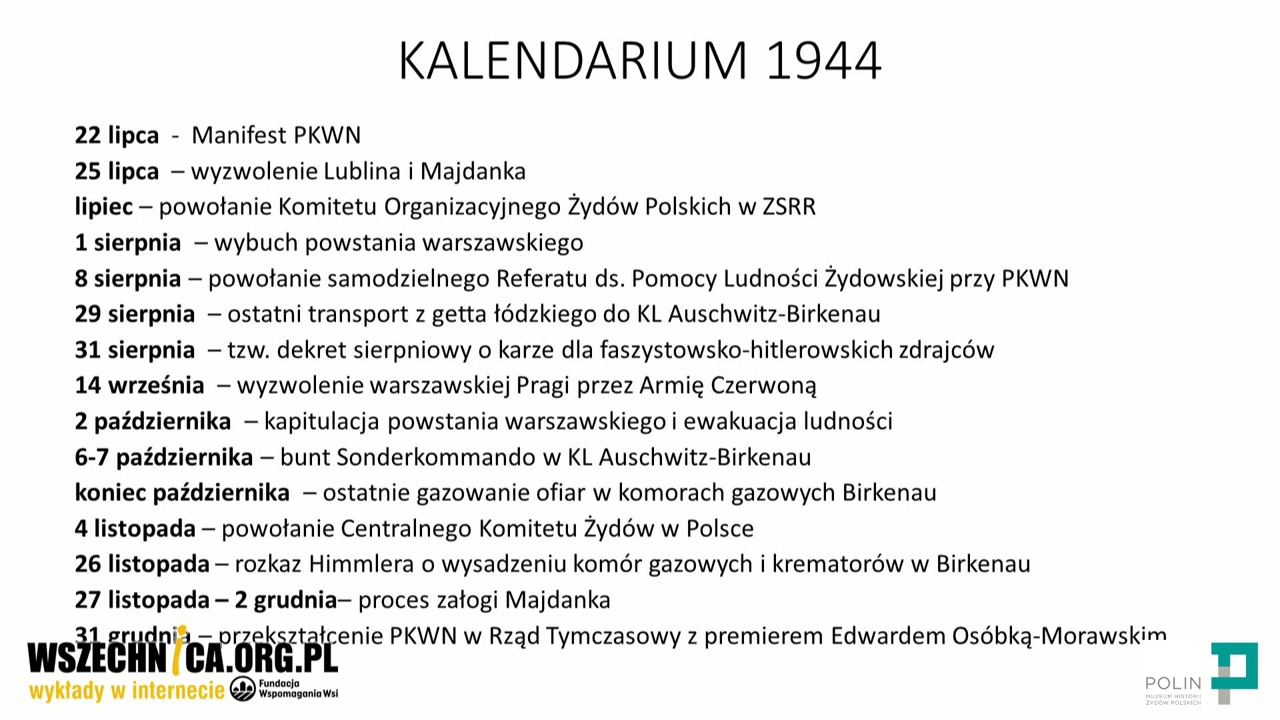 KALENDARIUM 1944
22 lipca - Manifest PKWN
25 lipca – wyzwolenie Lublina i Majdanka
lipiec – powołanie Komitetu Organizacyjnego Żydów Polskich w ZSRR
1 sierpnia – wybuch powstania warszawskiego
8 sierpnia – powołanie samodzielnego Referatu ds. Pomocy Ludności Żydowskiej przy PKWN
29 sierpnia – ostatni transport z getta łódzkiego do KL Auschwitz-Birkenau
31 sierpnia – tzw. dekret sierpniowy o karze dla faszystowsko-hitlerowskich zdrajców
14 września – wyzwolenie warszawskiej Pragi przez Armię Czerwoną
2 października – kapitulacja powstania warszawskiego i ewakuacja ludności
6-7 października – bunt Sonderkommando w KL Auschwitz-Birkenau
koniec października – ostatnie gazowanie ofiar w komorach gazowych Birkenau
4 listopada – powołanie Centralnego Komitetu Żydów w Polsce
26 listopada – rozkaz Himmlera o wysadzeniu komór gazowych i krematoriów w Birkenau
27 listopada – 2 grudnia– proces załogi Majdanka
31 grudnia – przekształcenie PKWN w Rząd Tymczasowy z premierem Edwardem Osóbką-Morawskim
WSZECHNICA.ORG.PL
wykłady w internecie Fundacja Wspomagania Wsi
POLIN
MUZEUM HISTORII
ŻYDÓW POLSKICH